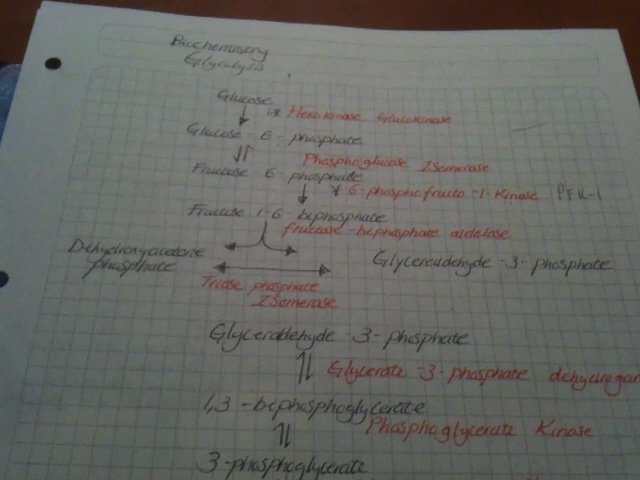 Biochemistry
Glycolysis
Glucose
Hexokinase Glucokinase
Glucose 6-phosphate
Phosphoglucose Isomerase
Fructose 6-phosphate
6-phosphofructo-1-Kinase PFK-1
Fructose 1-6-biphosphate
fructose-biphosphate aldolase
Dehydroxyacetone phosphate
Glyceraldehyde-3-phosphate
Triose phosphate
Isomerase
Glyceraldehyde 3-phosphate
Glycerate-3-phosphate dehydrogen
1,3-biphosphoglycerate
Phosphoglycerate Kinase
3-phosphoglycerate